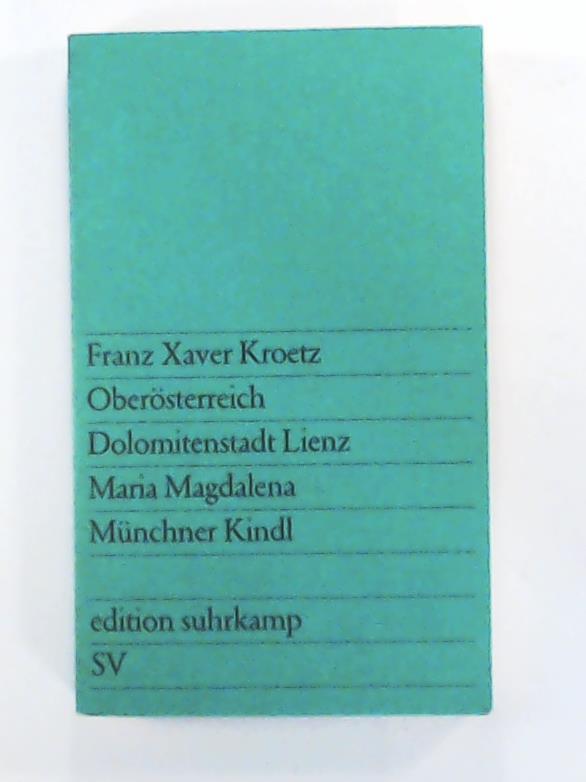 Franz Xaver Kroetz
Oberösterreich
Dolomitenstadt Lienz
Maria Magdalena
Münchner Kindl
edition suhrkamp
SV